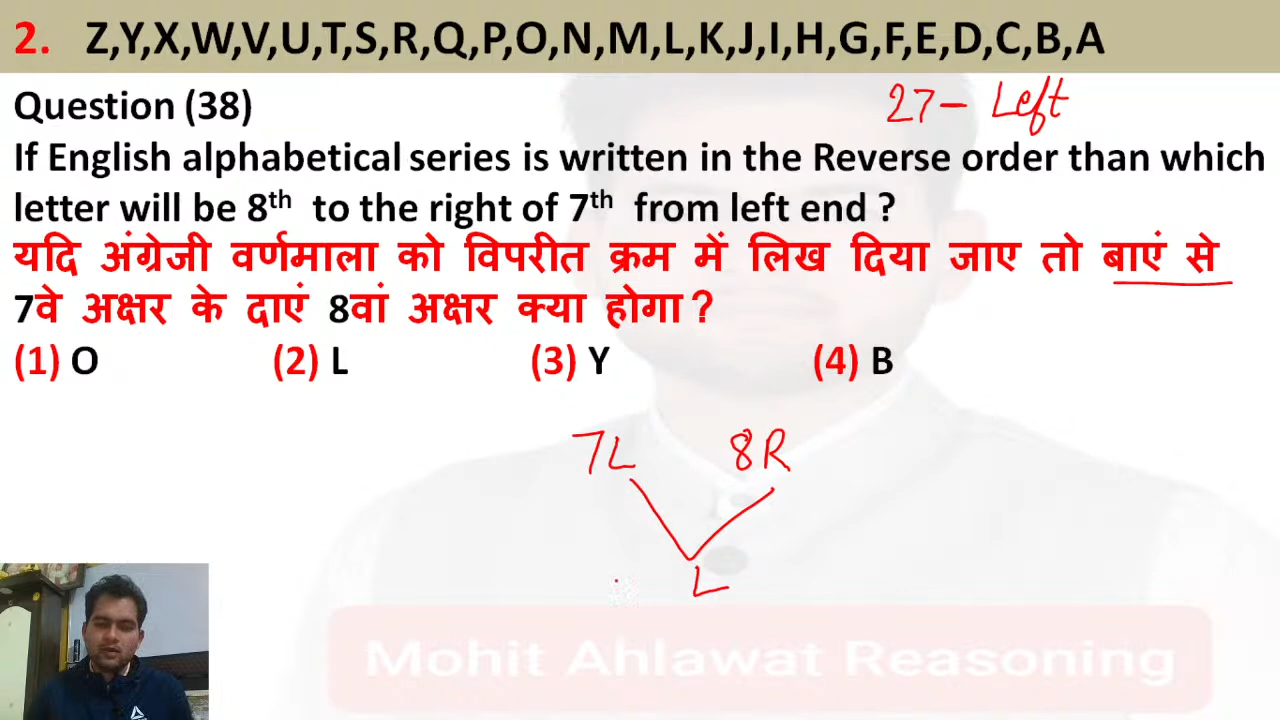 2. Z,Y,X,W,V,U,T,S,R,Q,P,O,N,M,L,K,J,I,H,G,F,E,D,C,B,A
Question (38)
27- Left
If English alphabetical series is written in the Reverse order than which
letter will be 8th to the right of 7th from left end ?
यदि अंग्रेजी वर्णमाला को विपरीत क्रम में लिख दिया जाए तो बाएं से
7वे अक्षर के दाएं 8वां अक्षर क्या होगा ?
(1) O (2) L (3) Y (4) B
7L 8R
L
Mohit Ahlawat Reasoning